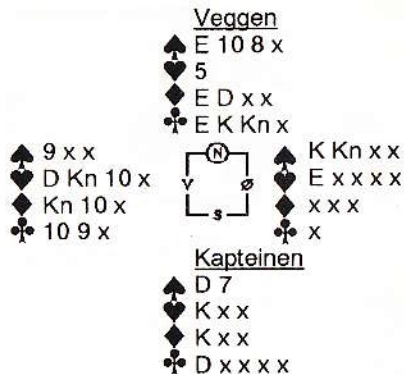 Veggen
♠ E 10 8 x
♥ 5
♦ E D x x
♣ E K Kn x
♠ 9 x x
♥ D Kn 10 x
♦ Kn 10 x
♣ 10 9 x
N
V Ø
S
♠ K Kn x x
♥ E x x x x
♦ x x x
♣ x
Kapteinen
♠ D 7
♥ K x x
♦ K x x
♣ D x x x x